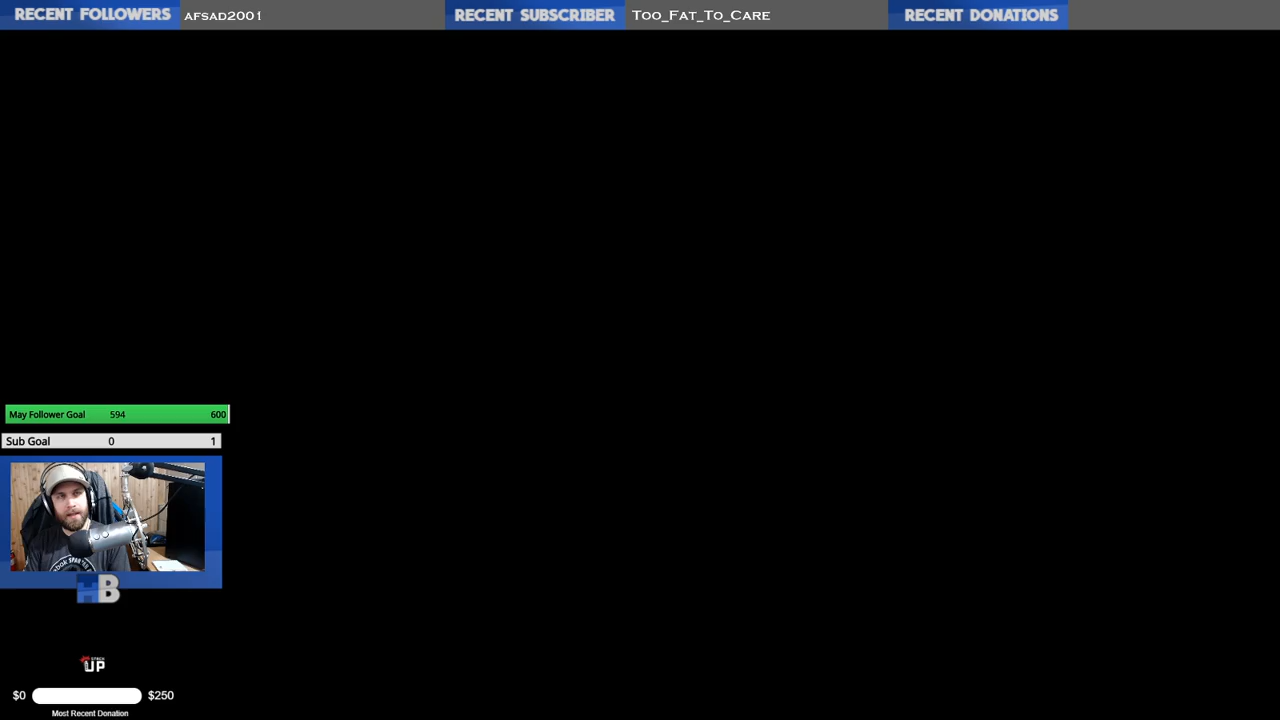 RECENT FOLLOWERS AFSAD2001 RECENT SUBSCRIBER TOO_FAT_TO_CARE RECENT DONATIONS
May Follower Goal 594 600
Sub Goal 0 1
HB
UP
$0 $250
Most Recent Donation